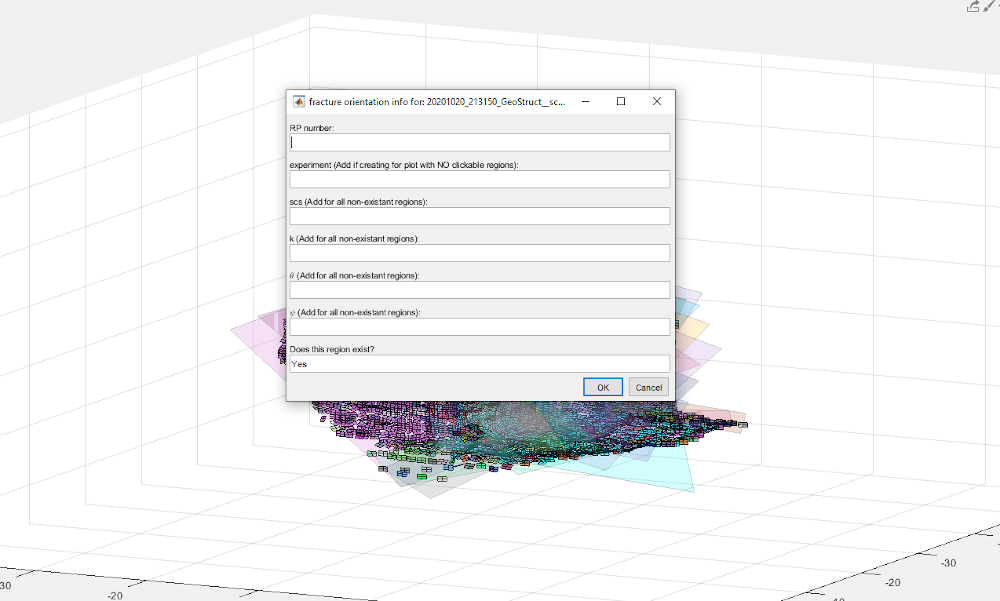 fracture orientation info for: 20201020_213150_GeoStruct__sc...
RP number:
experiment (Add if creating for plot with NO clickable regions):
scs (Add for all non-existant regions):
k (Add for all non-existant regions):
θ (Add for all non-existant regions):
ψ (Add for all non-existant regions):
Does this region exist?
Yes
OK Cancel
-30
-20
30
-20